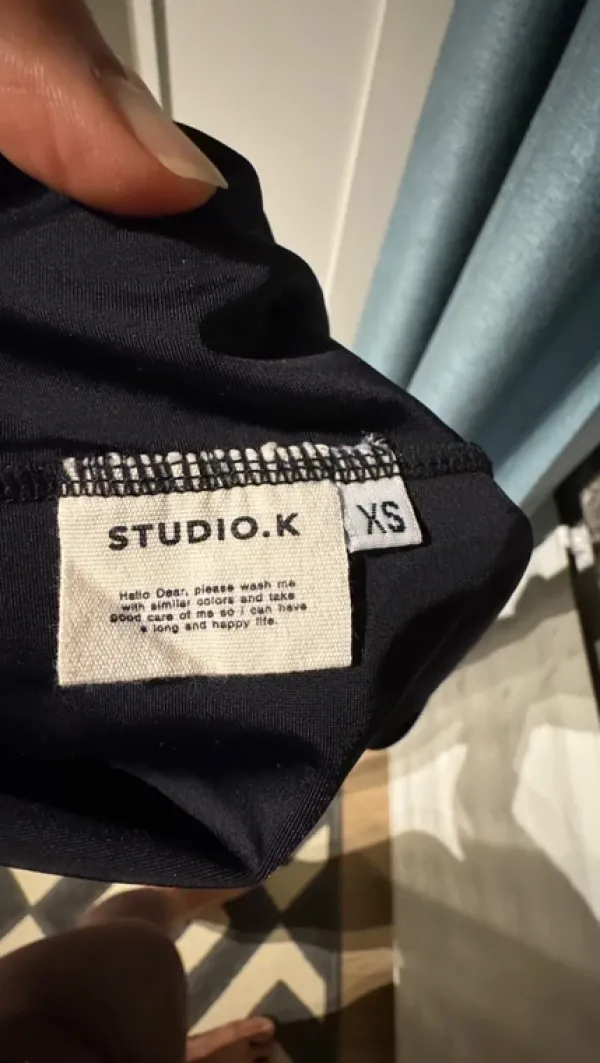 STUDIO.K
XS
Hello Dear, please wash me
with similar colors and take
good care of me so i can have
a long and happy life.